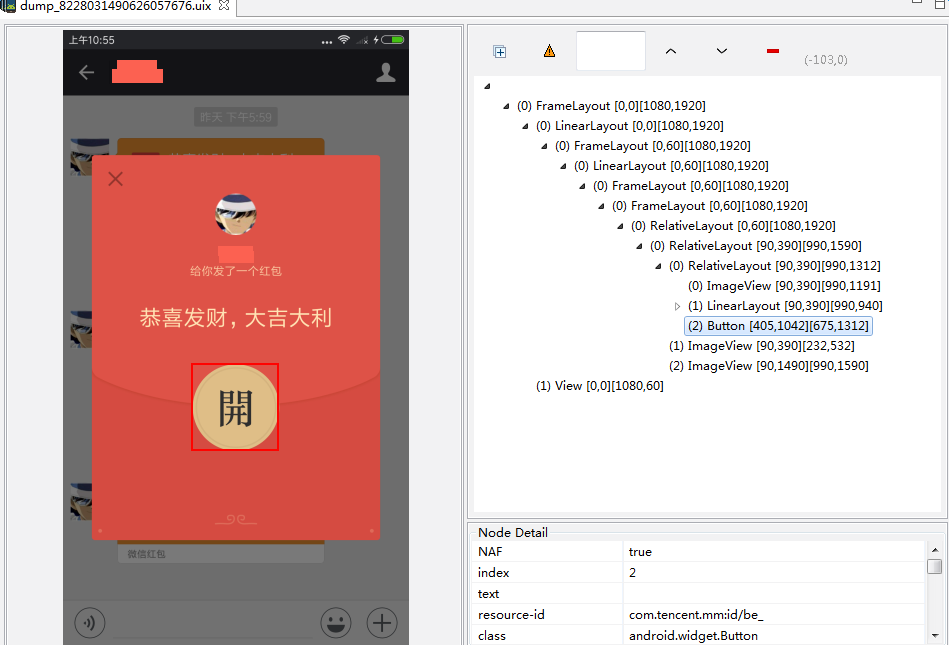 dump_8228031490626057676.uix
上午10:55
昨天 下午5:59
给你发了一个红包
恭喜发财，大吉大利
開
微信红包
(-103,0)
(0) FrameLayout [0,0][1080,1920]
(0) LinearLayout [0,0][1080,1920]
(0) FrameLayout [0,60][1080,1920]
(0) LinearLayout [0,60][1080,1920]
(0) FrameLayout [0,60][1080,1920]
(0) FrameLayout [0,60][1080,1920]
(0) RelativeLayout [0,60][1080,1920]
(0) RelativeLayout [90,390][990,1590]
(0) RelativeLayout [90,390][990,1312]
(0) ImageView [90,390][990,1191]
(1) LinearLayout [90,390][990,940]
(2) Button [405,1042][675,1312]
(1) ImageView [90,390][232,532]
(2) ImageView [90,1490][990,1590]
(1) View [0,0][1080,60]
Node Detail
NAF true
index 2
text
resource-id com.tencent.mm:id/be_
class android.widget.Button